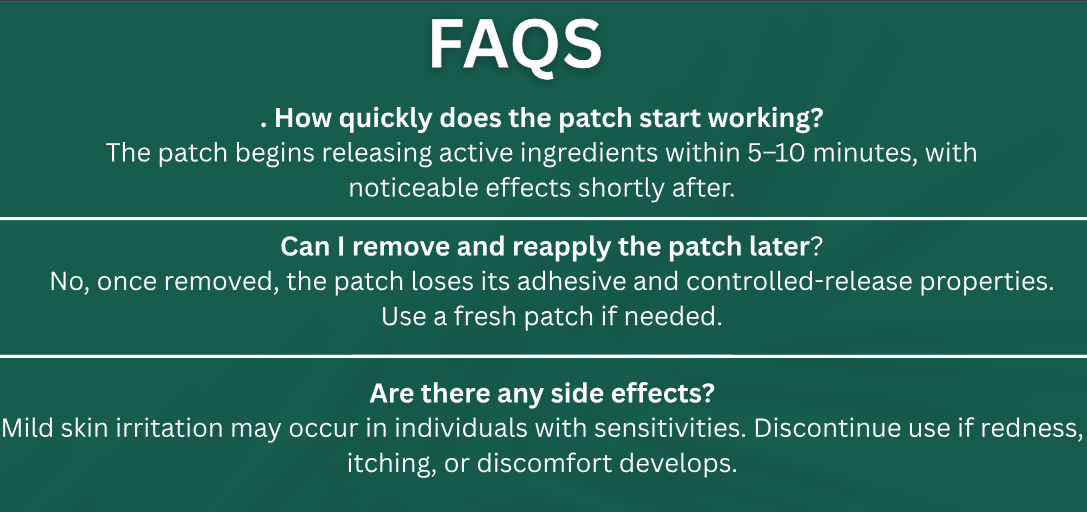 FAQS
. How quickly does the patch start working?
The patch begins releasing active ingredients within 5–10 minutes, with
noticeable effects shortly after.
Can I remove and reapply the patch later?
No, once removed, the patch loses its adhesive and controlled-release properties.
Use a fresh patch if needed.
Are there any side effects?
Mild skin irritation may occur in individuals with sensitivities. Discontinue use if redness,
itching, or discomfort develops.